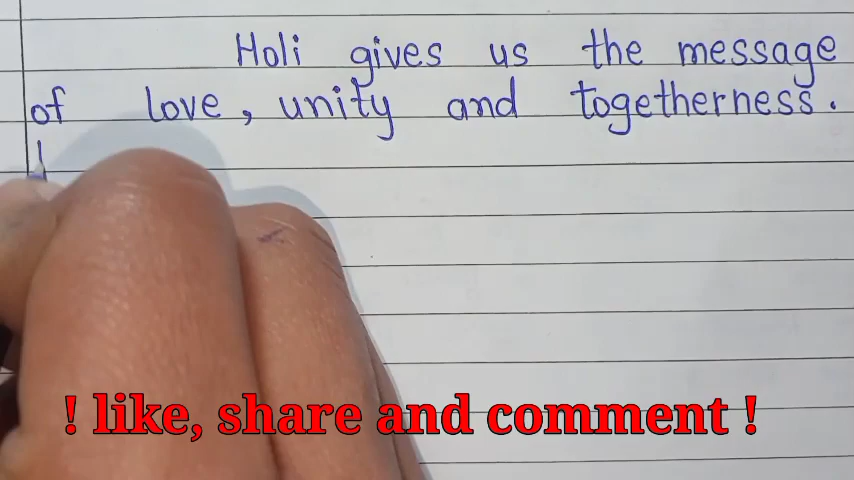 Holi gives us the message
of love, unity and togetherness.
! like, share and comment !